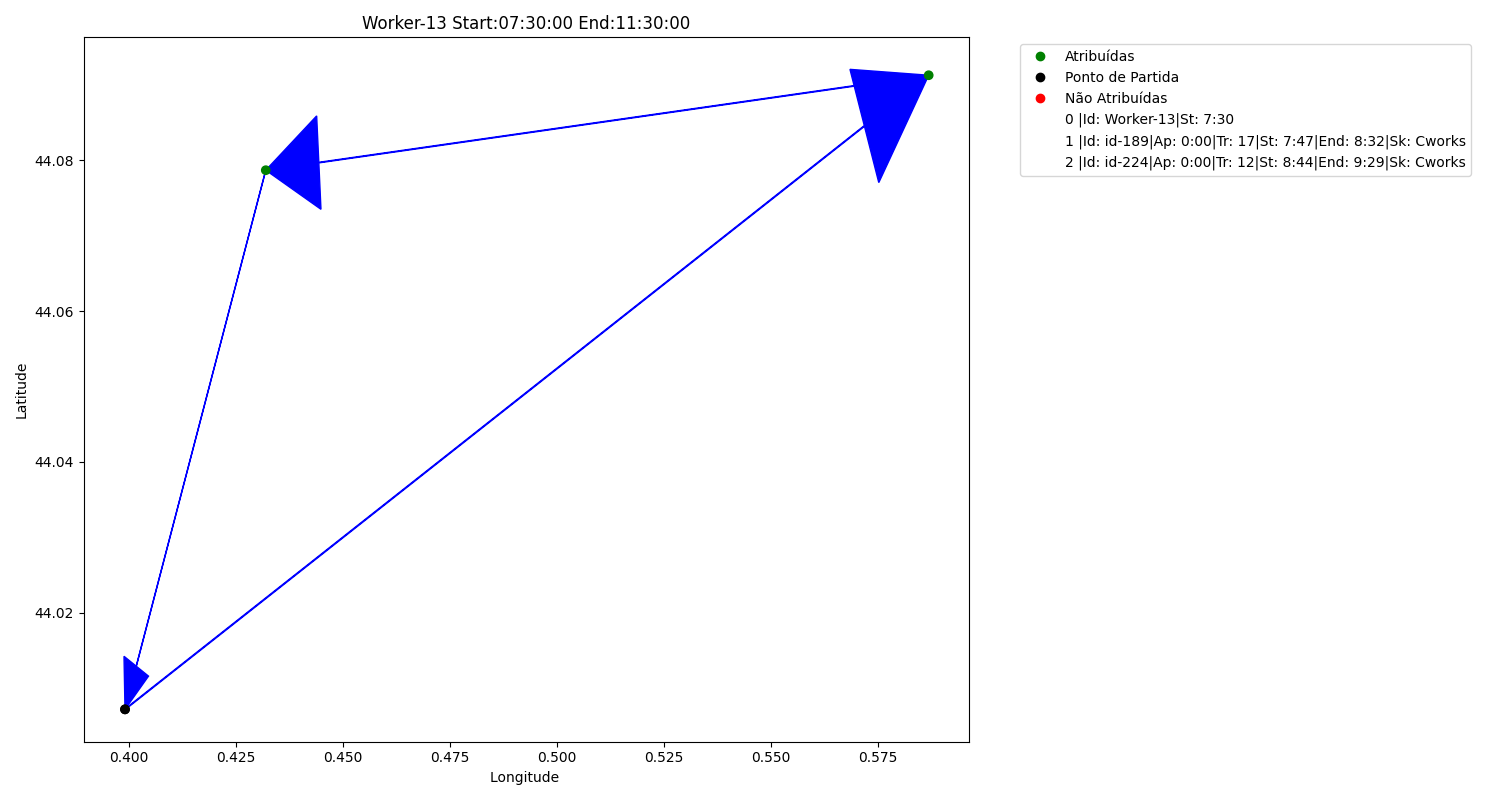 Worker-13 Start:07:30:00 End:11:30:00
Atribuídas
Ponto de Partida
Não Atribuídas
0 |Id: Worker-13|St: 7:30
1 |Id: id-189|Ap: 0:00|Tr: 17|St: 7:47|End: 8:32|Sk: Cworks
2 |Id: id-224|Ap: 0:00|Tr: 12|St: 8:44|End: 9:29|Sk: Cworks
44.08
44.06
44.04
44.02
Latitude
0.400 0.425 0.450 0.475 0.500 0.525 0.550 0.575
Longitude